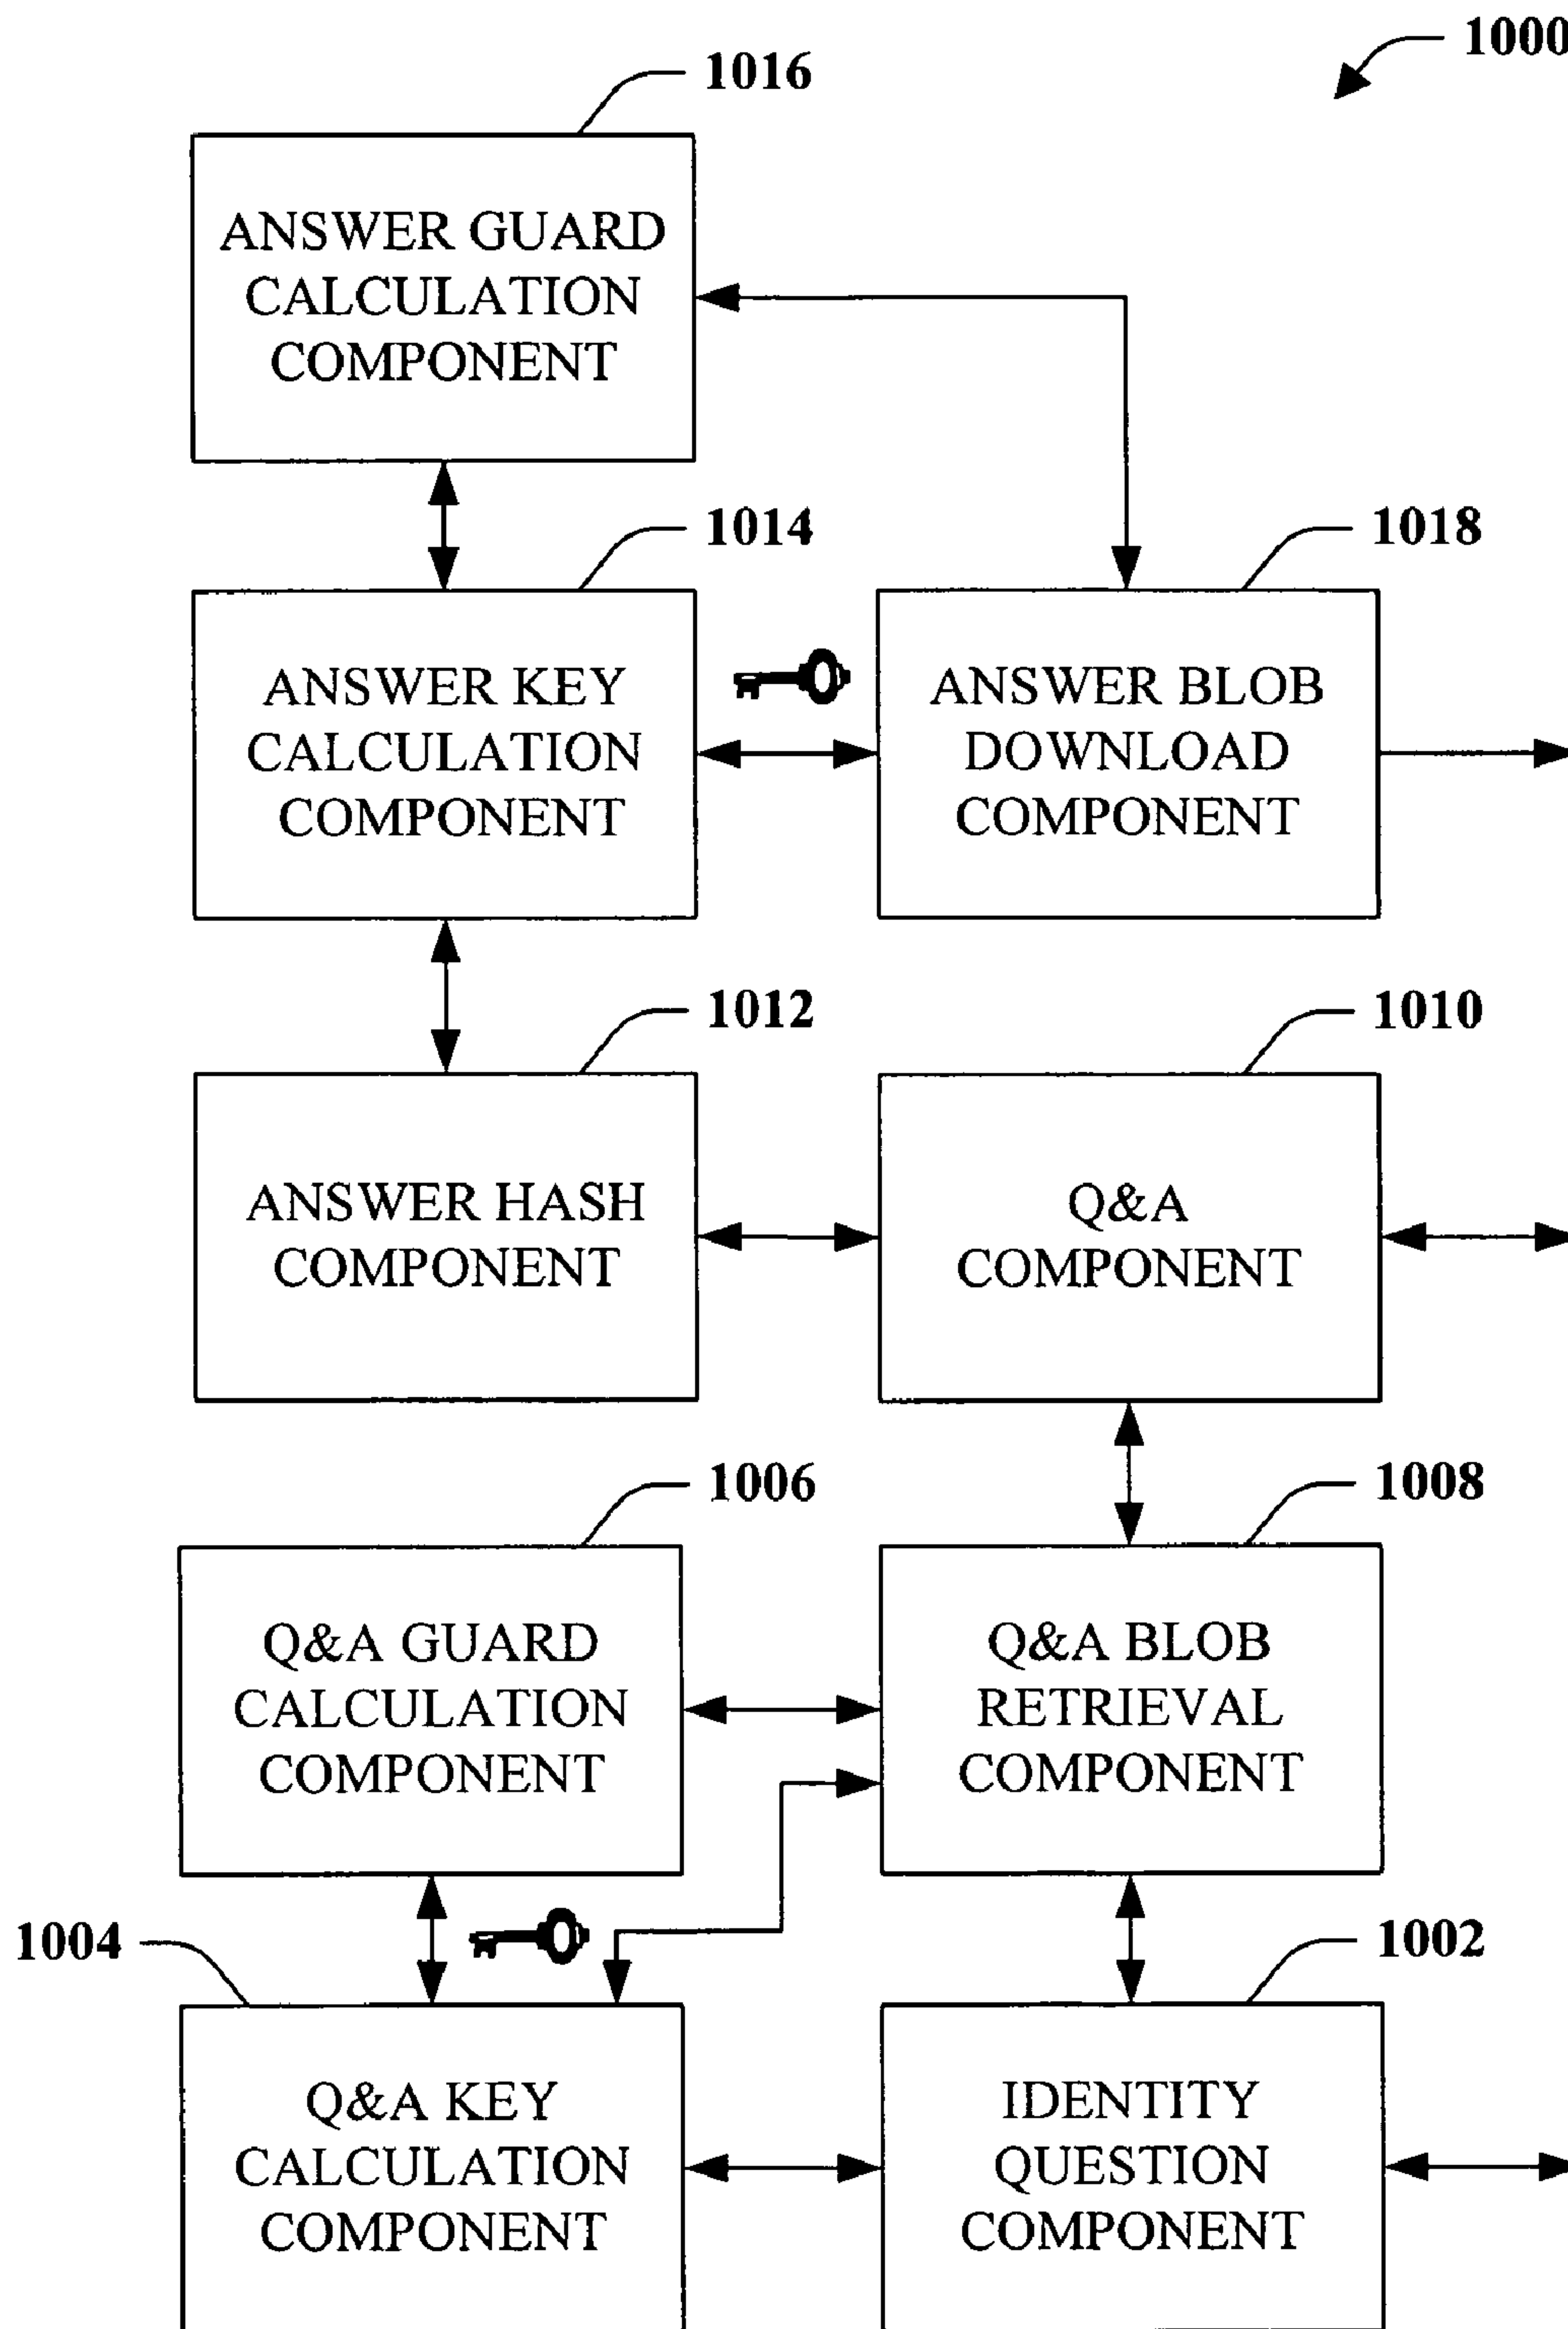 1000
1016
ANSWER GUARD
CALCULATION
COMPONENT
1014
ANSWER KEY
CALCULATION
COMPONENT
1018
ANSWER BLOB
DOWNLOAD
COMPONENT
1012
ANSWER HASH
COMPONENT
1010
Q&A
COMPONENT
1006
Q&A GUARD
CALCULATION
COMPONENT
1008
Q&A BLOB
RETRIEVAL
COMPONENT
1004
Q&A KEY
CALCULATION
COMPONENT
1002
IDENTITY
QUESTION
COMPONENT